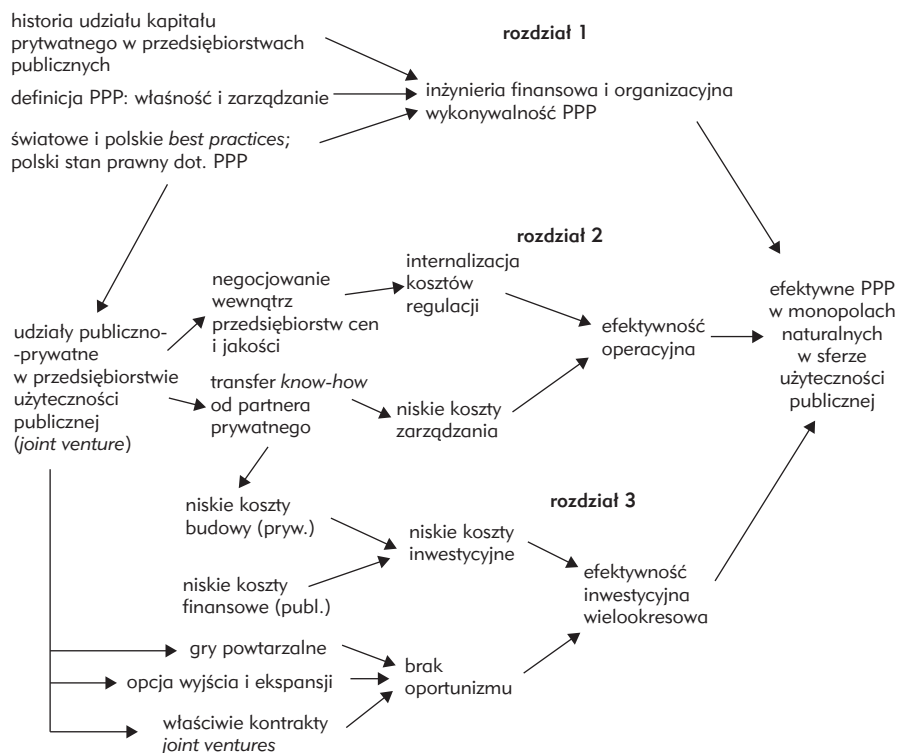 historia udziału kapitału
prytwatnego w przedsiębiorstwach
publicznych
rozdział 1
definicja PPP: własność i zarządzanie
inżynieria finansowa i organizacyjna
wykonywalność PPP
światowe i polskie best practices;
polski stan prawny dot. PPP
rozdział 2
negocjowanie
wewnątrz
przedsiębiorstw cen
i jakości
internalizacja
kosztów
regulacji
udziały publiczno-
-prywatne
w przedsiębiorstwie
użyteczności
publicznej
(joint venture)
efektywność
operacyjna
efektywne PPP
w monopolach
naturalnych
w sferze
użyteczności
publicznej
transfer know-how
od partnera
prywatnego
niskie koszty
zarządzania
rozdział 3
niskie koszty
budowy (pryw.)
niskie koszty
inwestycyjne
niskie koszty
finansowe (publ.)
efektywność
inwestycyjna
wielookresowa
gry powtarzalne
opcja wyjścia i ekspansji
właściwie kontrakty
joint ventures
brak
oportunizmu